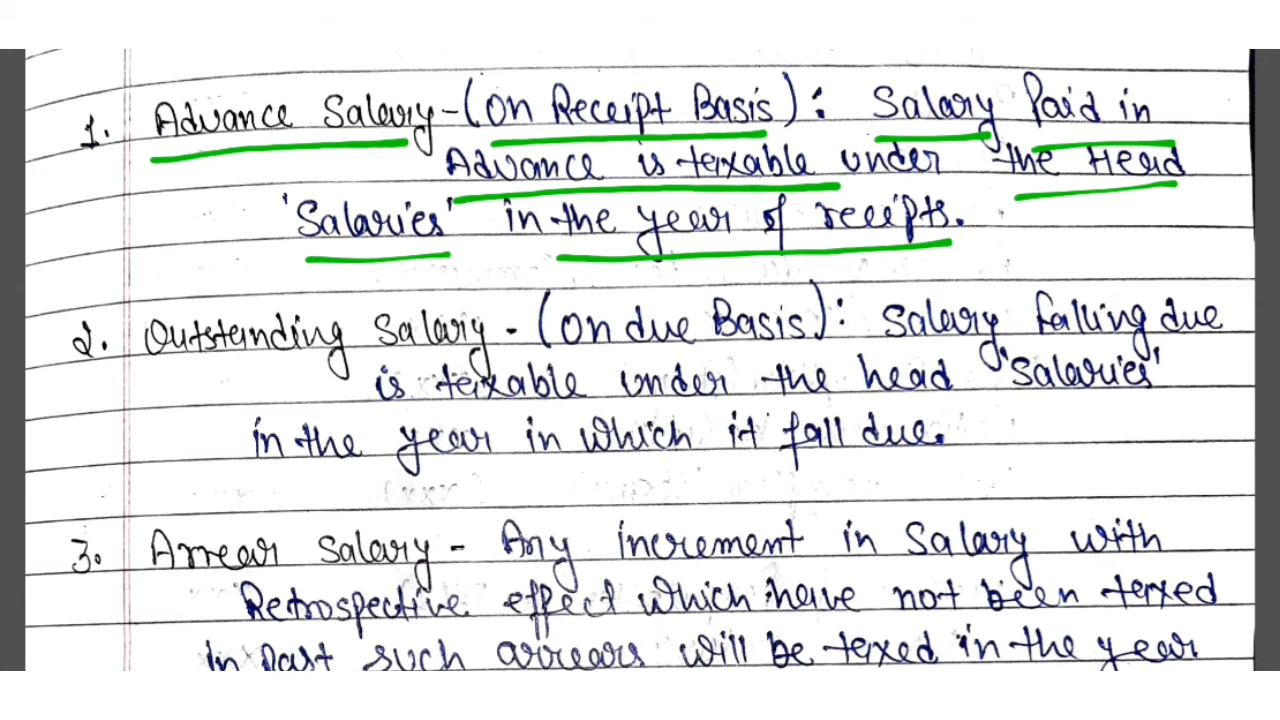 1. Advance Salary - (on Receipt Basis): Salary Paid in
Advance is taxable under the Head
'Salaries' in the year of receipts.
2. Outstanding Salary - (on due Basis): Salary falling due
is taxable under the head 'Salaries'
in the year in which it fall due.
3. Arrear Salary - Any increment in Salary with
Retrospective effect which have not been taxed
In Past such arrears will be taxed in the year